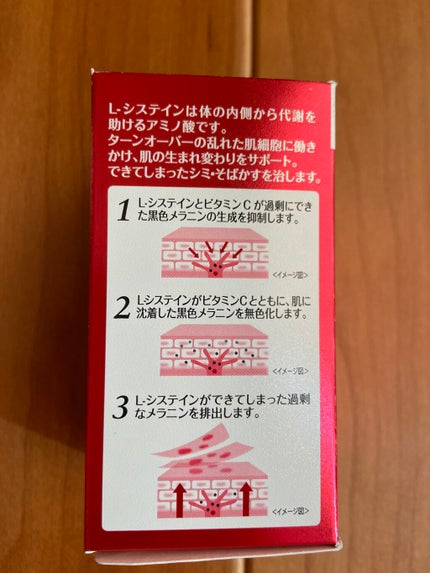 L-システインは体の内側から代謝を
助けるアミノ酸です。
ターンオーバーの乱れた肌細胞に働き
かけ、肌の生まれ変わりをサポート。
できてしまったシミ・そばかすを治します。
1 L-システインとビタミンCが過剰にでき
た黒色メラニンの生成を抑制します。
<イメージ図>
2 L-システインがビタミンCとともに、肌に
沈着した黒色メラニンを無色化します。
<イメージ図>
3 L-システインができてしまった過剰
なメラニンを排出します。
<イメージ図>